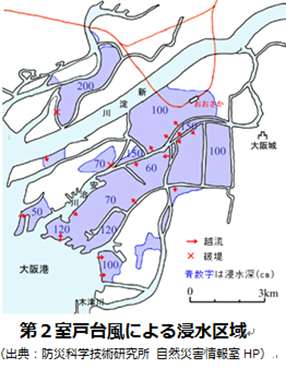 200
新
淀
川
100
おおさか
大阪城
150
70
150
60
100
安
治
川
70
50
120
120
100
大阪港
木津川
越流
× 破堤
青数字は浸水深(cm)
0 3km
第２室戸台風による浸水区域
（出典：防災科学技術研究所 自然災害情報室 HP）